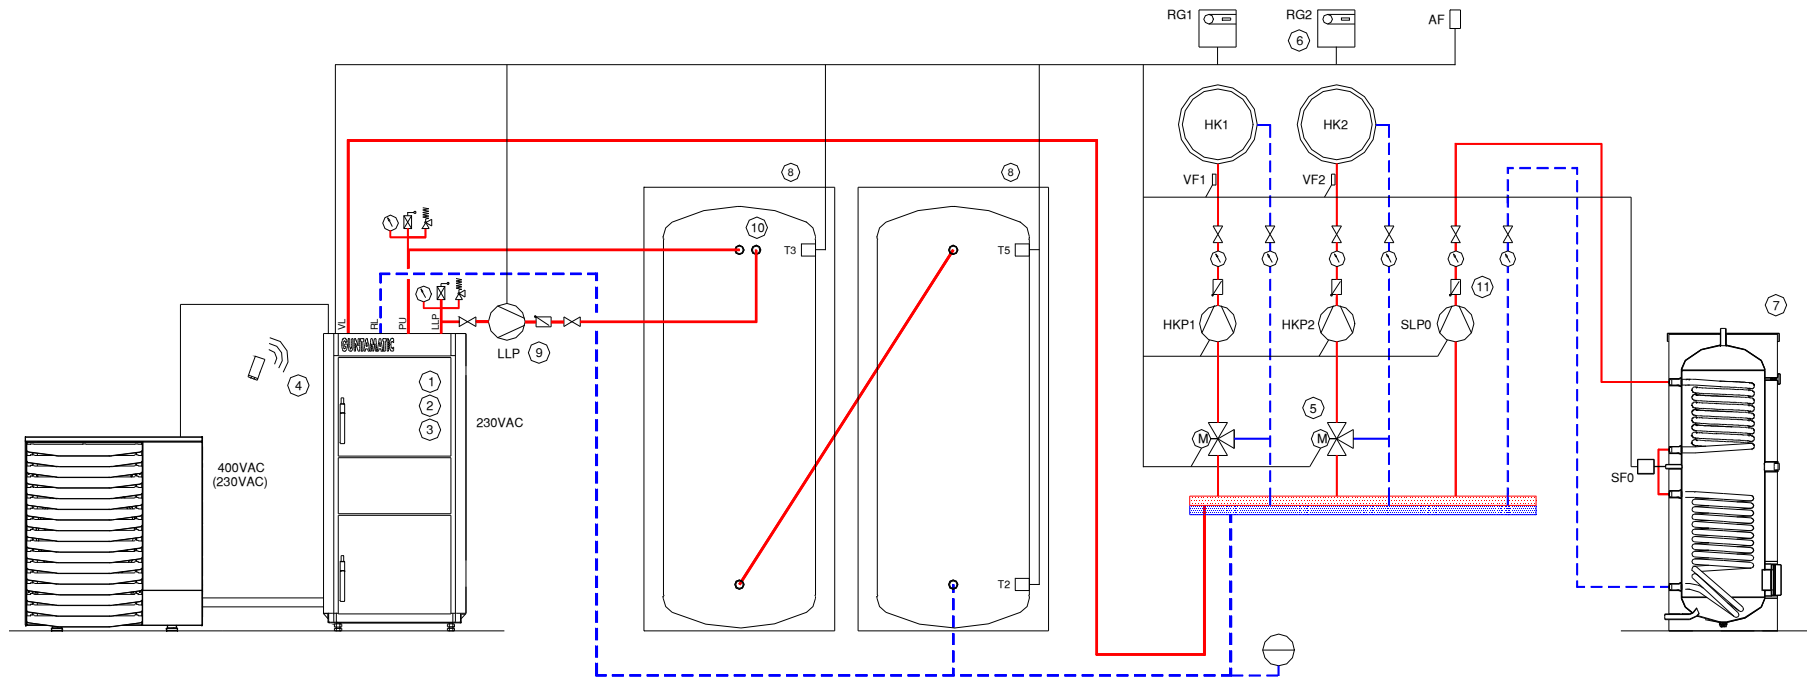 RG1
RG2
AF
6
HK1
HK2
8
8
VF1
VF2
10
T3
T5
11
VL
RL
PU
LLP
GUNTAMATIC
LLP
9
HKP1
HKP2
SLP0
7
4
1
2
3
230VAC
5
M
M
400VAC
(230VAC)
SF0
T2